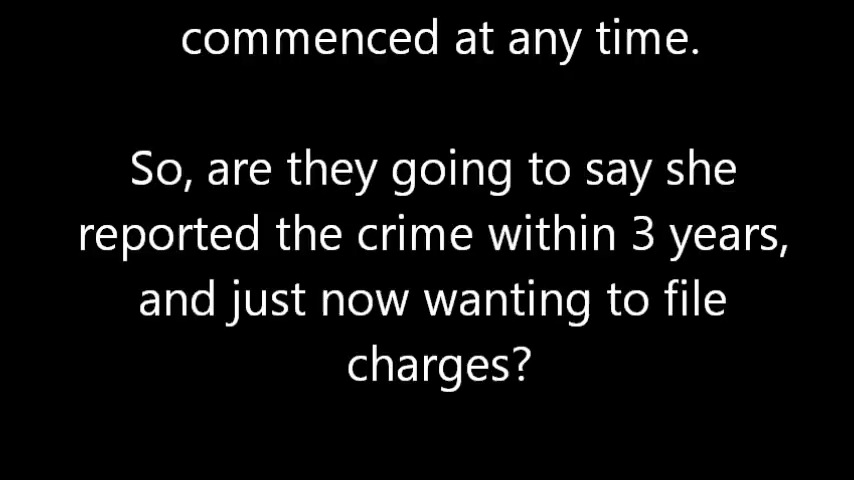 commenced at any time.
So, are they going to say she
reported the crime within 3 years,
and just now wanting to file
charges?